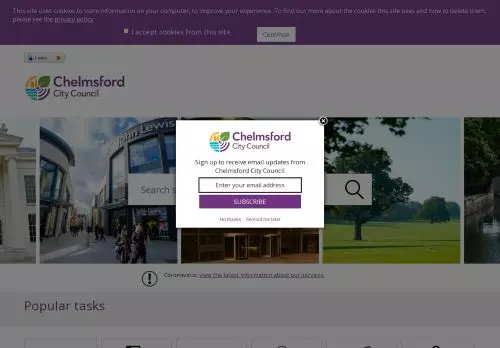 This site uses cookies to store information on your computer, to improve your experience. To find out more about the cookies this site uses and how to delete them,
please see the privacy policy
I accept cookies from this site
Continue
Listen
Chelmsford
City Council
John Lewis
Search s
Chelmsford
City Council
Sign up to receive email updates from
Chelmsford City Council
Enter your email address
SUBSCRIBE
No thanks Remind me later
Coronavirus: view the latest information about our services.
Popular tasks